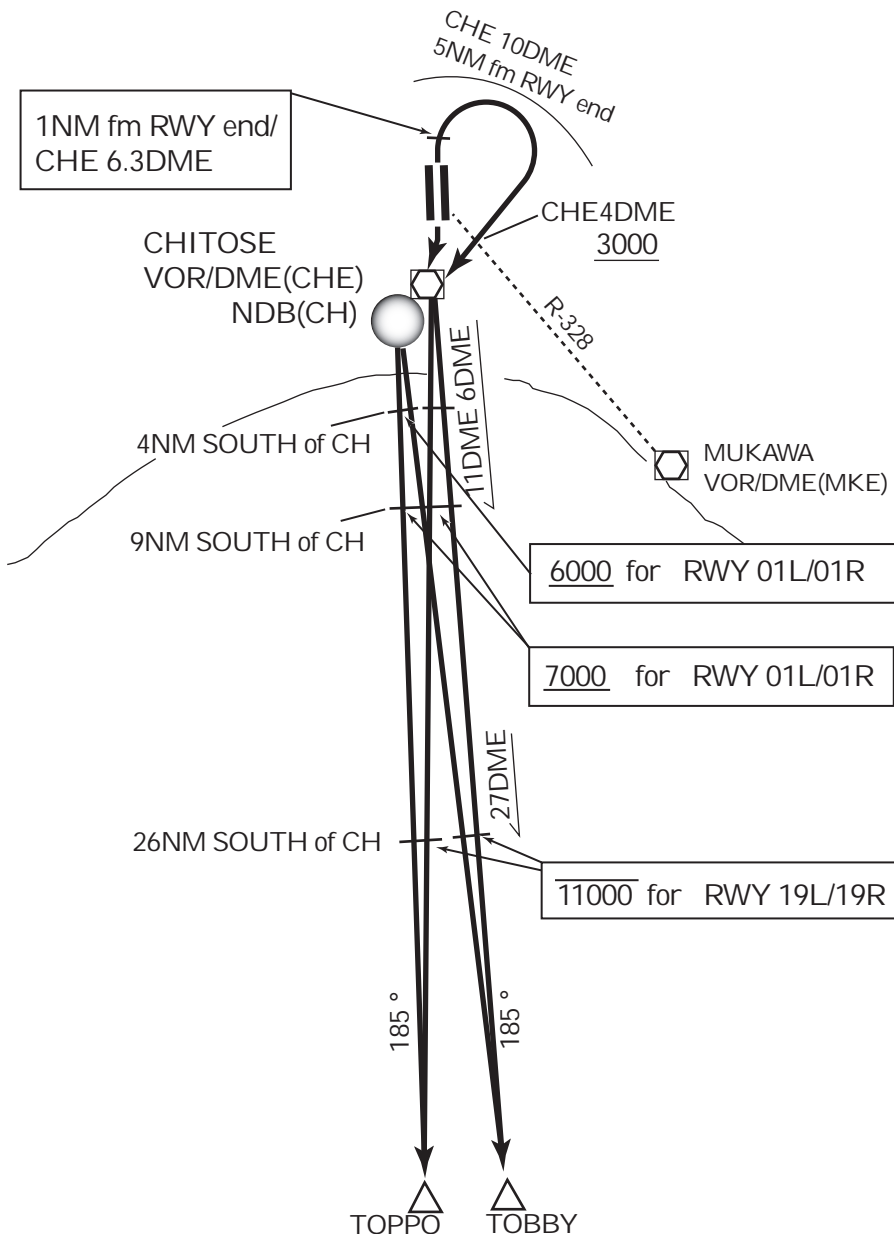 CHE 10DME
5NM fm RWY end
1NM fm RWY end/
CHE 6.3DME
CHE4DME
3000
CHITOSE
VOR/DME(CHE)
NDB(CH)
R-328
11DME 6DME
4NM SOUTH of CH
MUKAWA
VOR/DME(MKE)
9NM SOUTH of CH
6000 for RWY 01L/01R
7000 for RWY 01L/01R
27DME
26NM SOUTH of CH
11000 for RWY 19L/19R
185°
185°
TOPPO
TOBBY